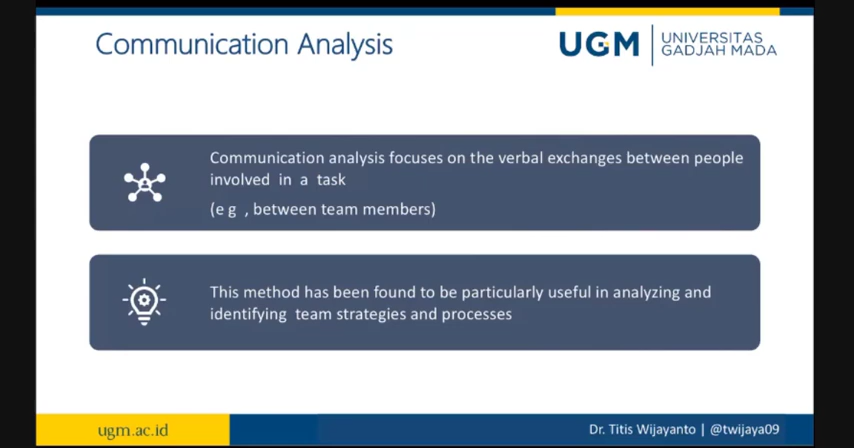 Communication Analysis
UGM
UNIVERSITAS
GADJAH MADA
Communication analysis focuses on the verbal exchanges between people
involved in a task
(e g , between team members)
This method has been found to be particularly useful in analyzing and
identifying team strategies and processes
ugm.ac.id
Dr. Titis Wijayanto | @twijaya09